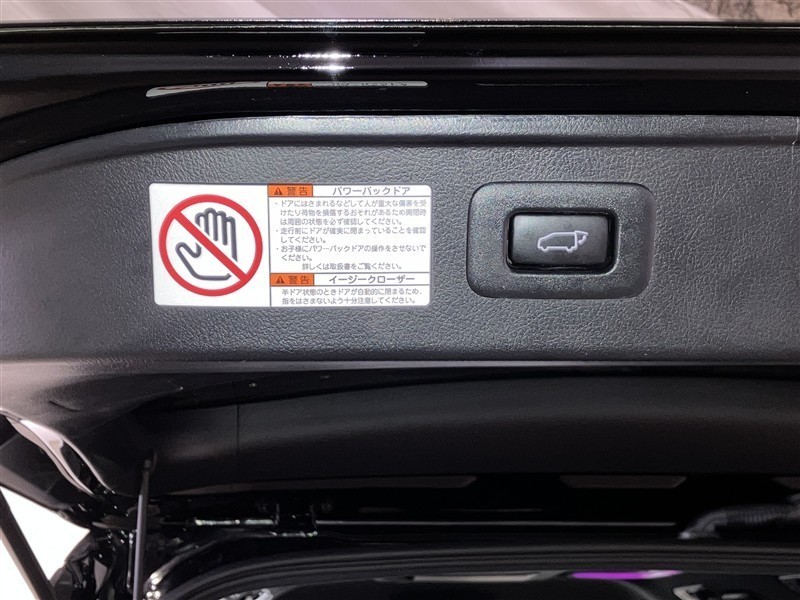 ⚠警告 パワーバックドア
・ドアにはさまれるなどして人が重大な傷害を受
けたり荷物を損傷するおそれがあるため開閉時
は周囲の状態を必ず確認してください。
・走行前にドアが確実に閉まっていることを確認
してください。
・お子様にパワーバックドアの操作をさせないで
ください。
詳しくは取扱書をご覧ください。
⚠警告 イージークローザー
半ドア状態のときドアが自動的に閉まるため、
指をはさまないよう十分注意してください。